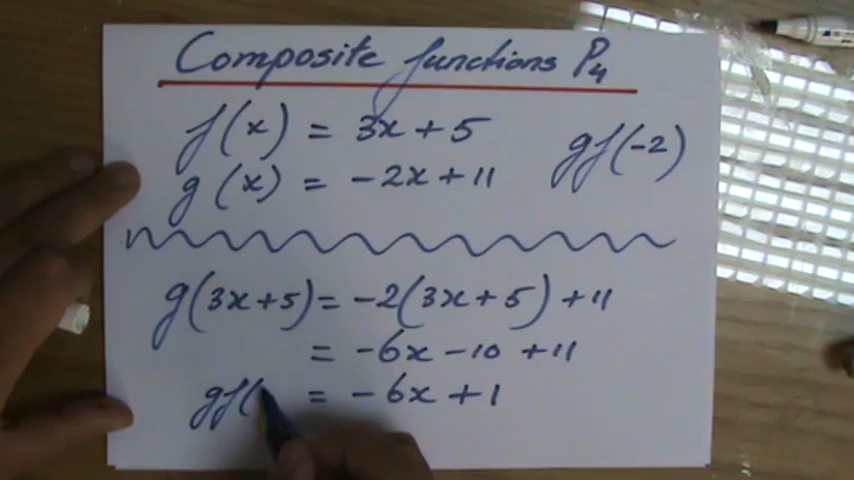 Composite functions P4
f(x) = 3x + 5
gf(-2)
g(x) = -2x + 11
g(3x+5) = -2(3x+5) + 11
= -6x - 10 + 11
gf( = -6x + 1